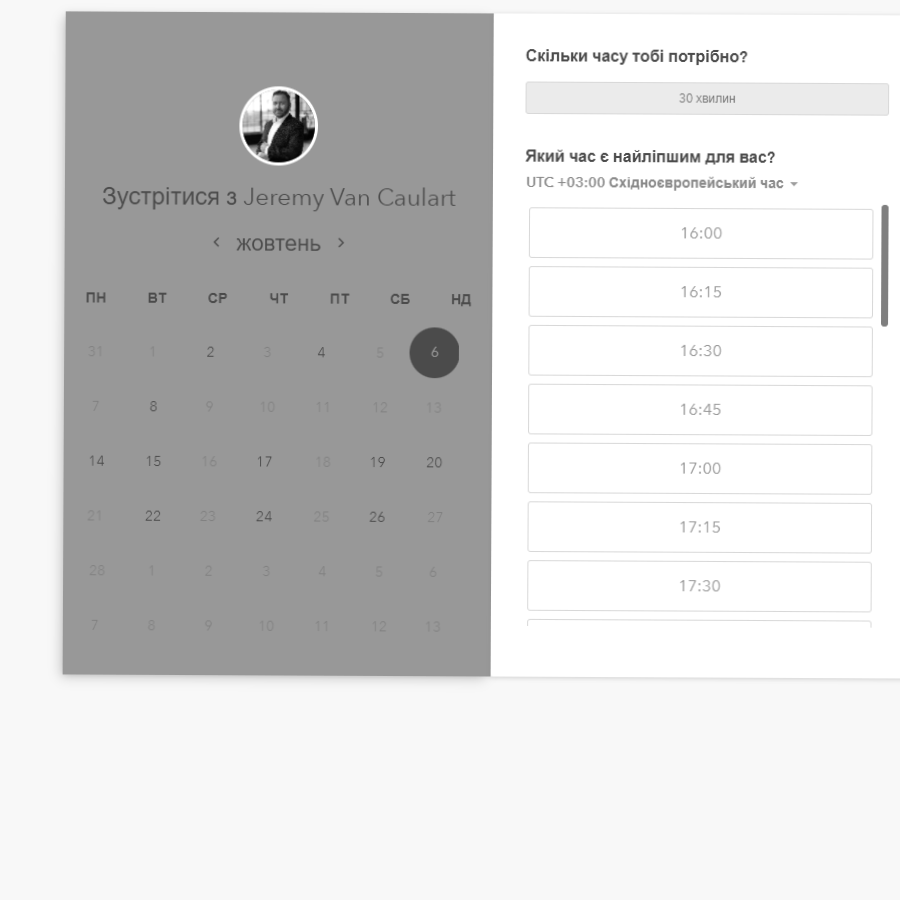 Зустрітися з Jeremy Van Caulart
жовтень
ПН ВТ СР ЧТ ПТ СБ НД
31 1 2 3 4 5 6
7 8 9 10 11 12 13
14 15 16 17 18 19 20
21 22 23 24 25 26 27
28 1 2 3 4 5 6
7 8 9 10 11 12 13
Скільки часу тобі потрібно?
30 хвилин
Який час є найліпшим для вас?
UTC +03:00 Східноєвропейський час
16:00
16:15
16:30
16:45
17:00
17:15
17:30